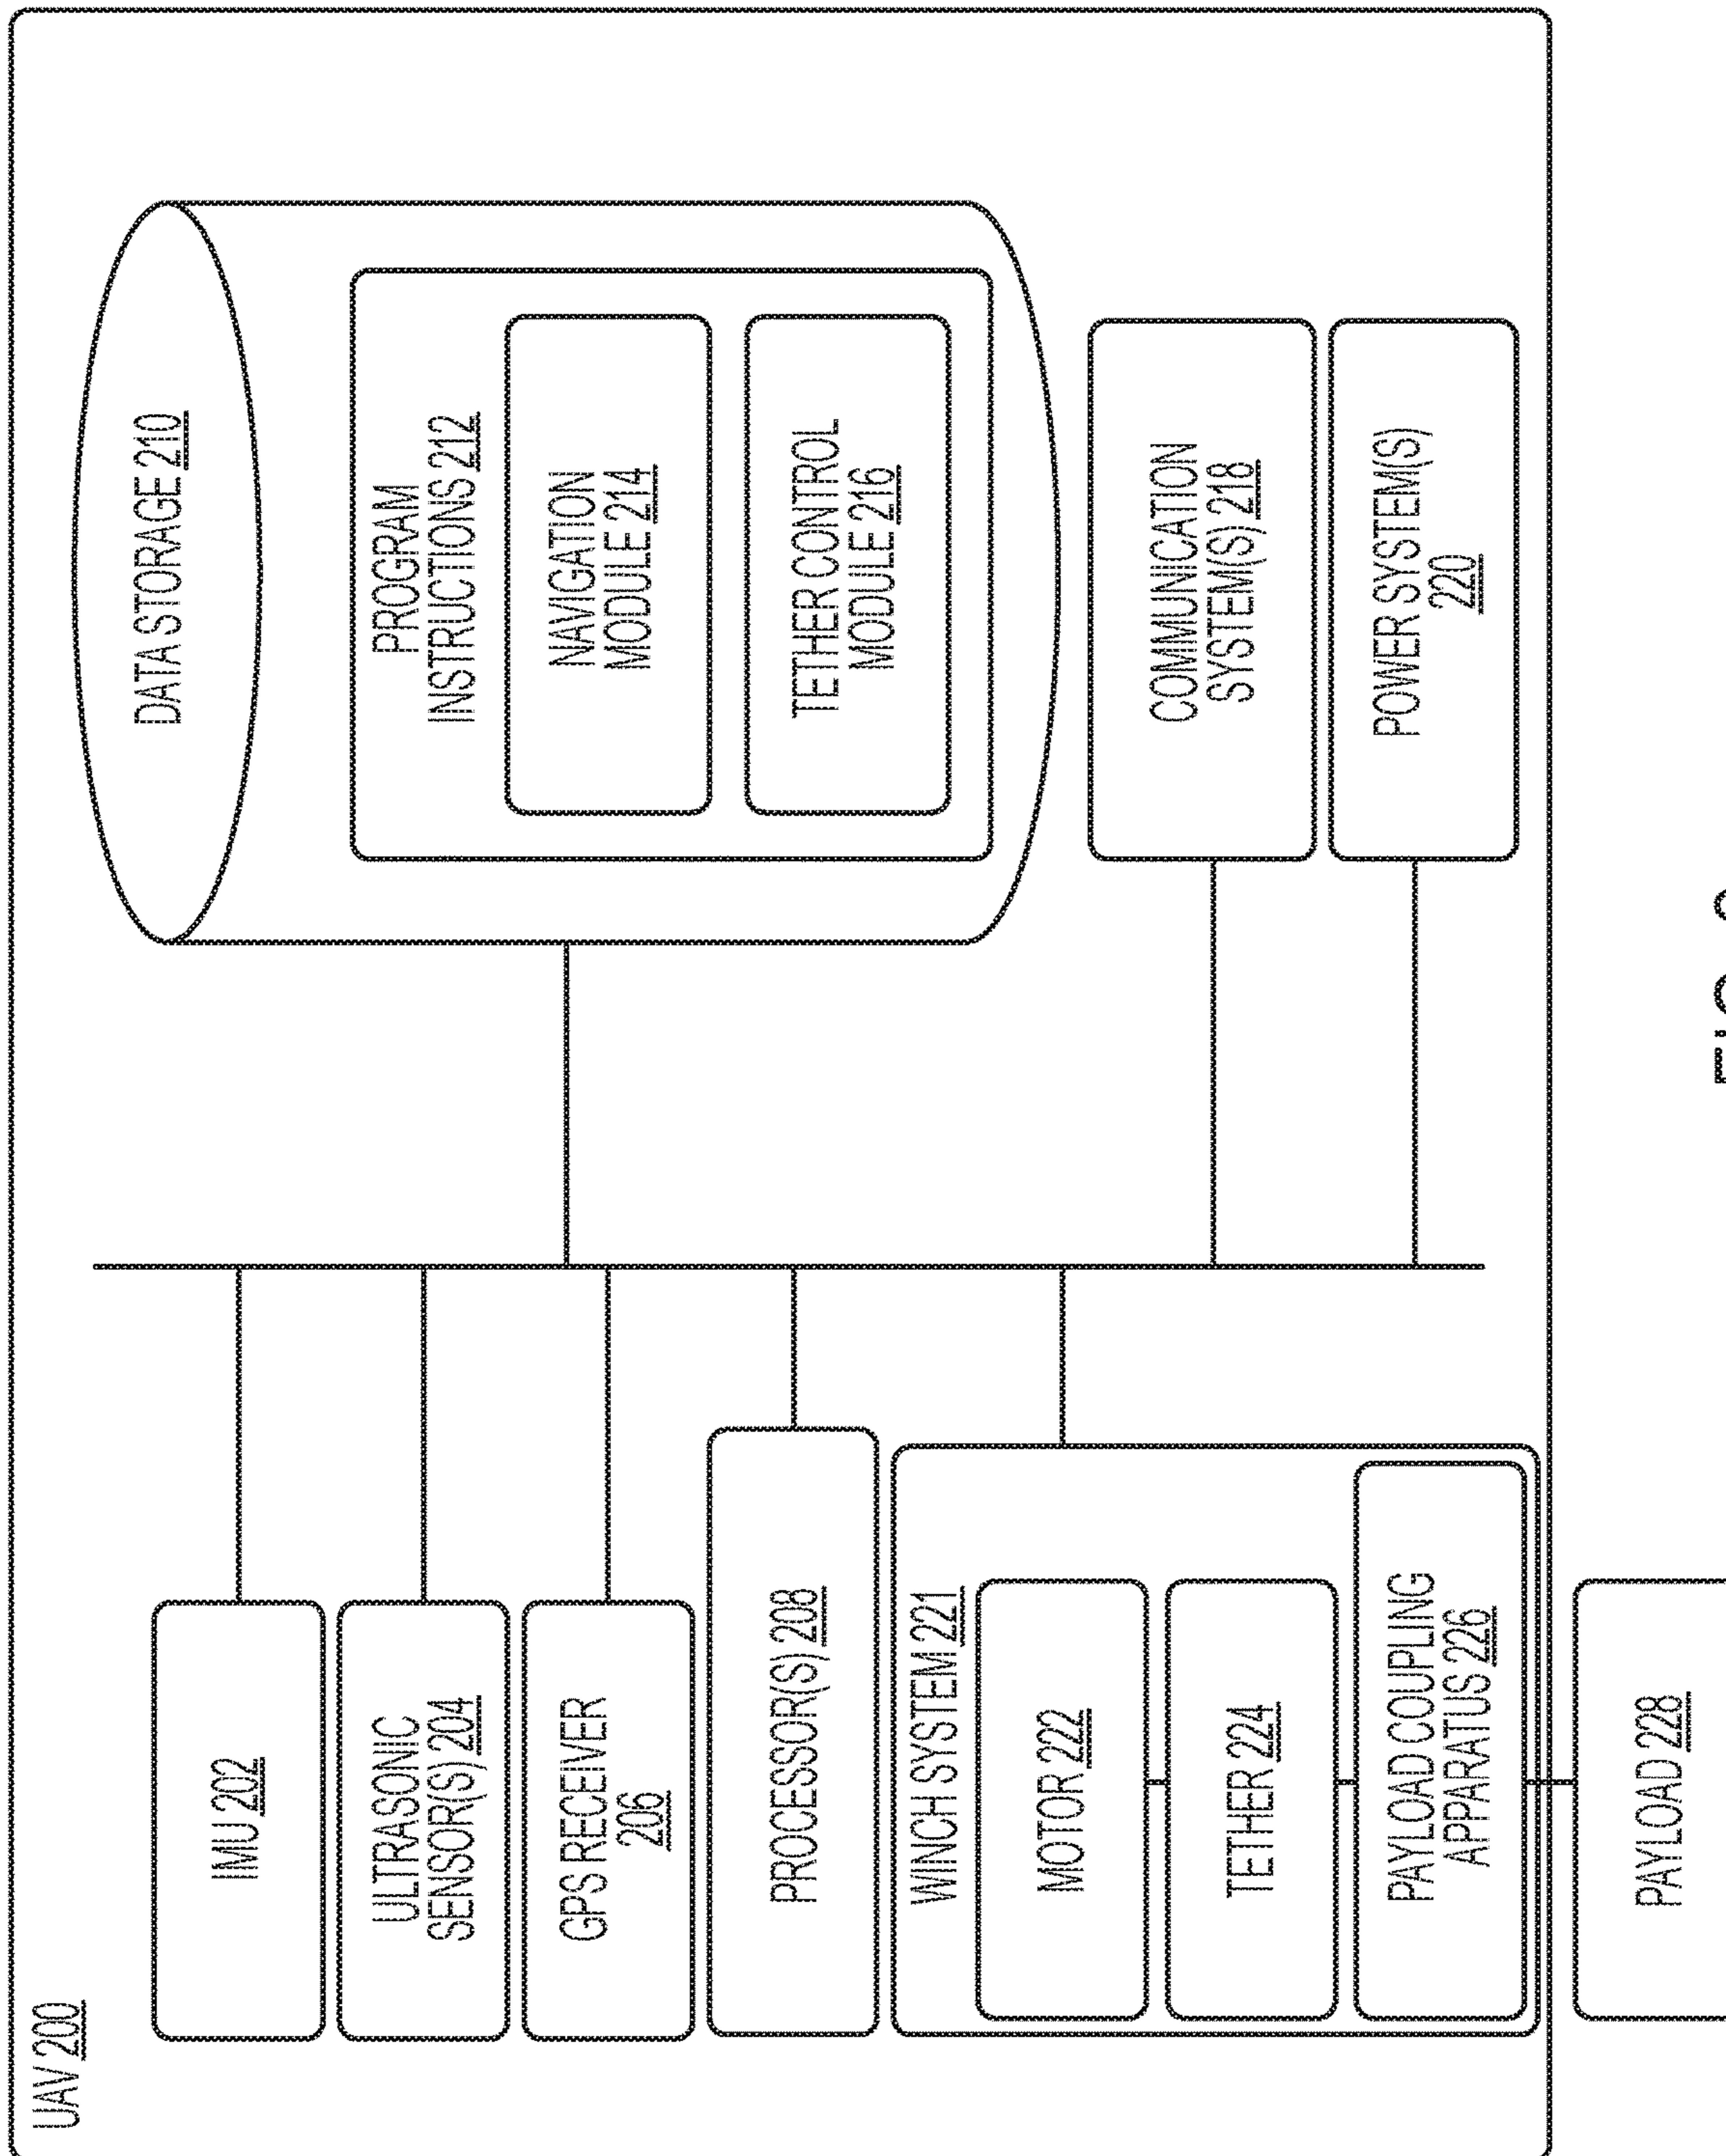 UAV 200
IMU 202
ULTRASONIC
SENSOR(S) 204
GPS RECEIVER
206
PROCESSOR(S) 208
WINCH SYSTEM 221
MOTOR 222
TETHER 224
PAYLOAD COUPLING
APPARATUS 226
PAYLOAD 228
DATA STORAGE 210
PROGRAM
INSTRUCTIONS 212
NAVIGATION
MODULE 214
TETHER CONTROL
MODULE 216
COMMUNICATION
SYSTEM(S) 218
POWER SYSTEM(S)
220